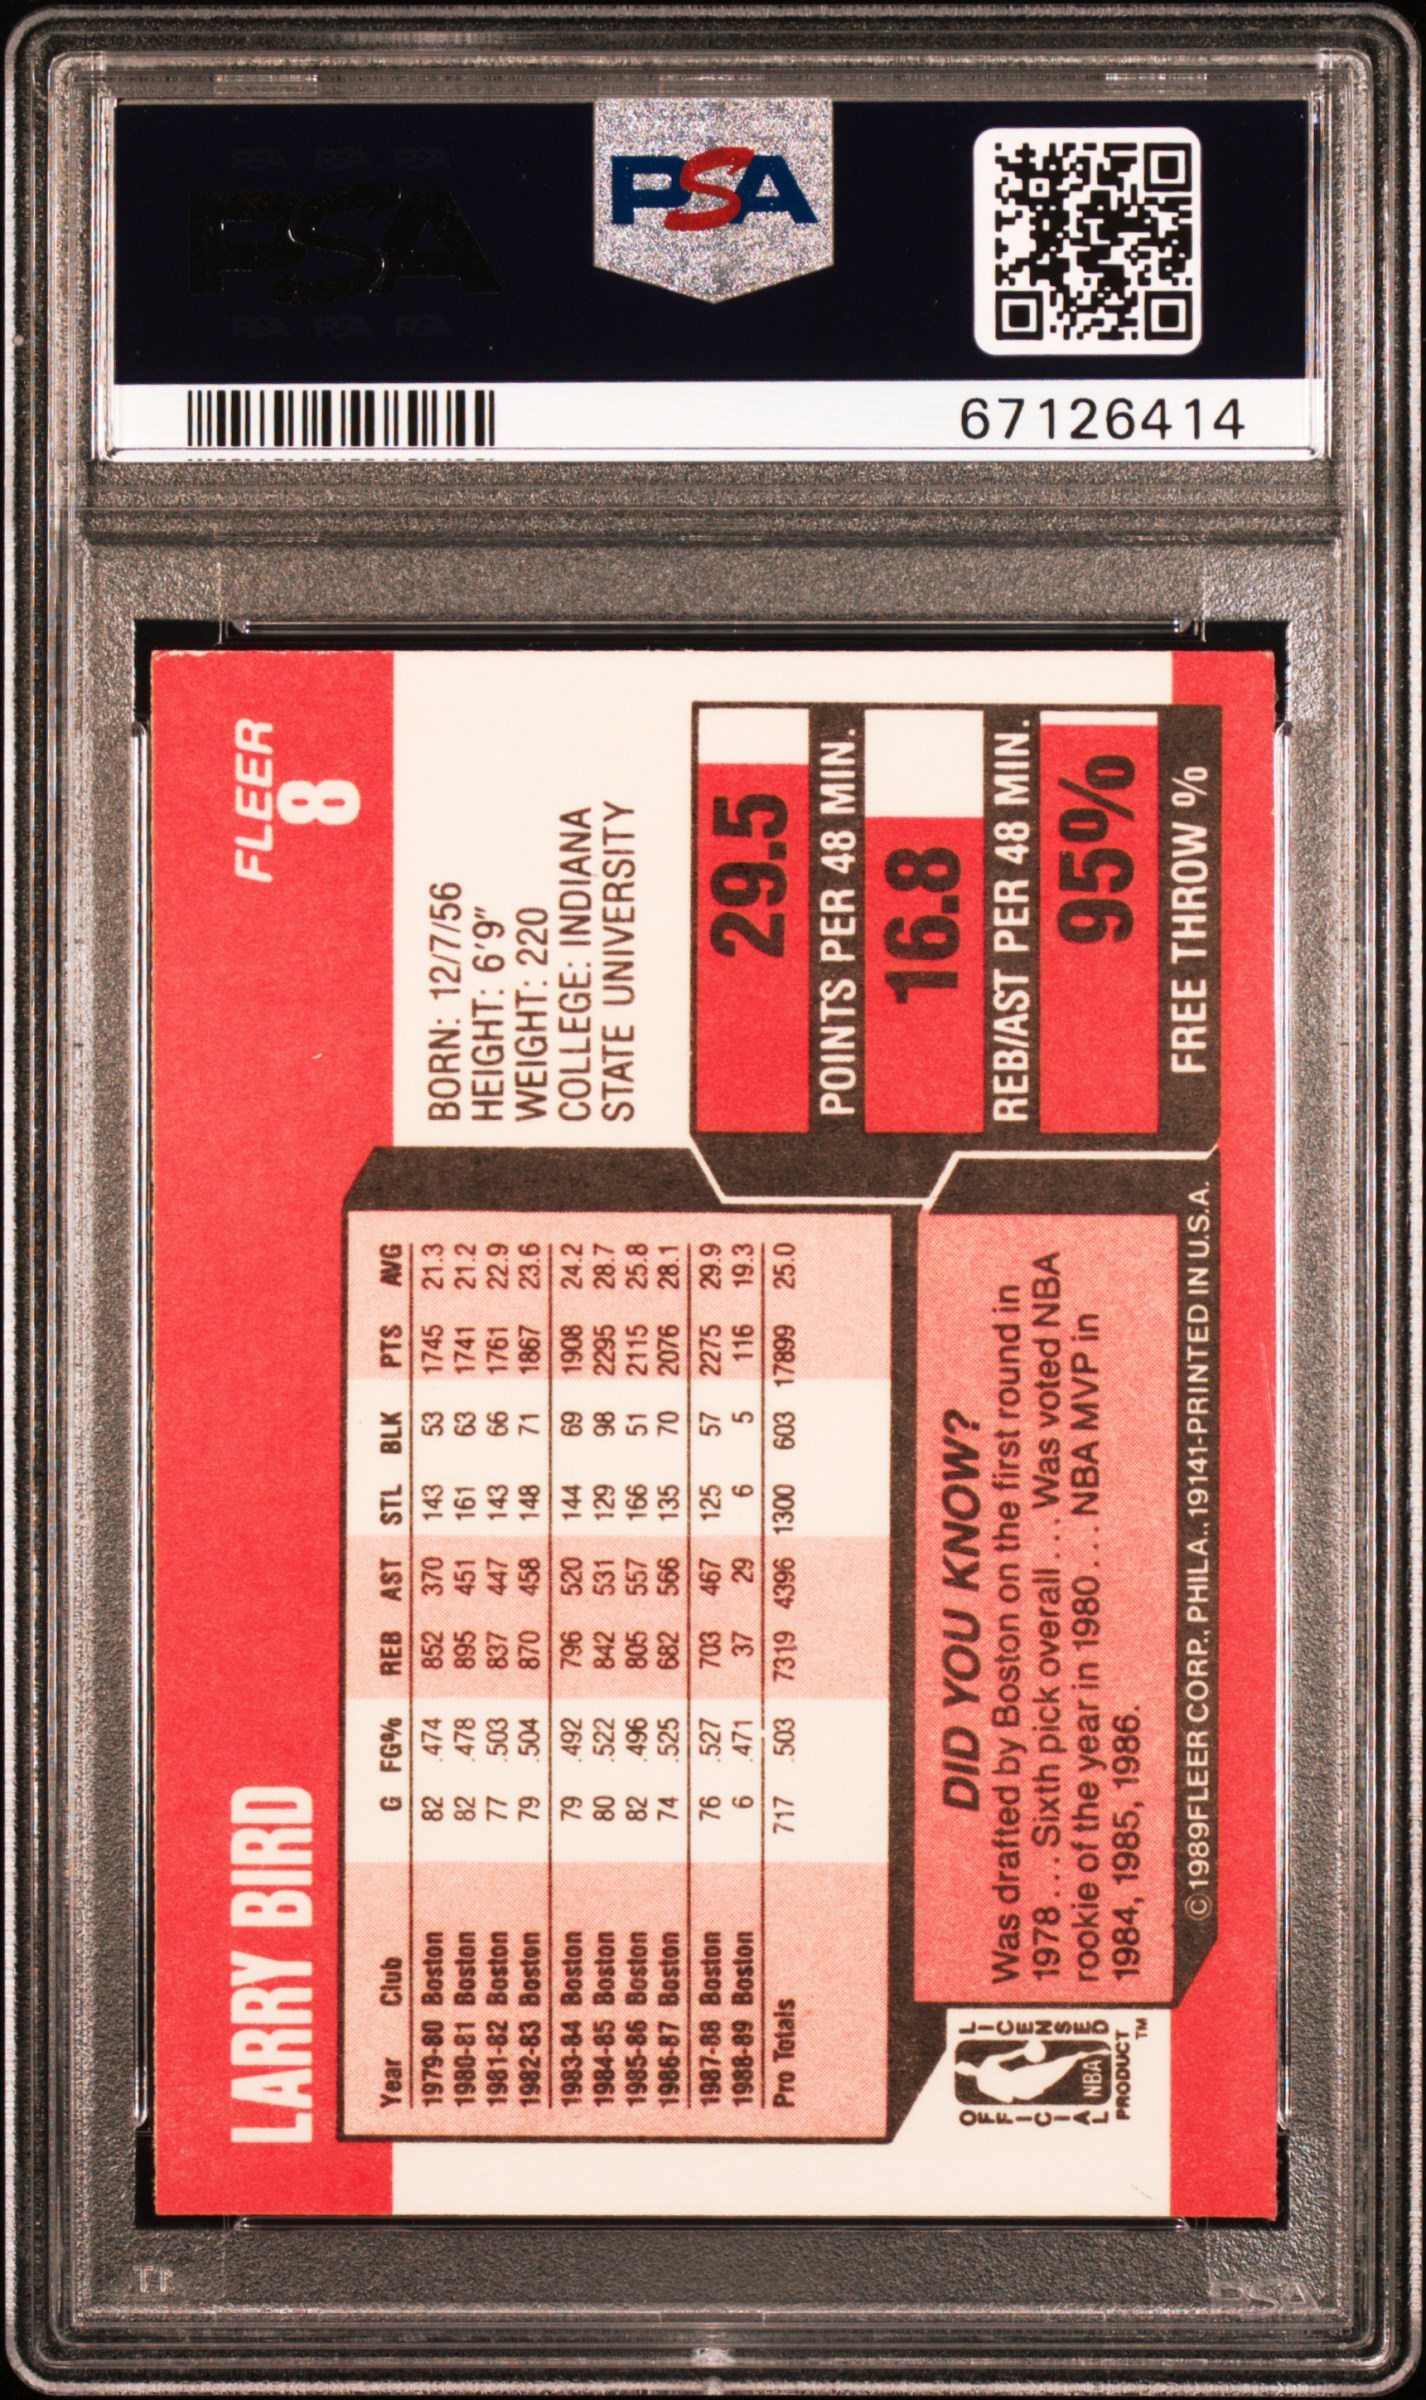 PSA
PSA PSA PSA
PSA
PSA PSA PSA
67126414
FLEER
8
LARRY BIRD
BORN: 12/7/56
HEIGHT: 6'9"
WEIGHT: 220
COLLEGE: INDIANA
STATE UNIVERSITY
Year Club G FG% REB AST STL BLK PTS AVG
1979-80 Boston 82 .474 852 370 143 53 1745 21.3
1980-81 Boston 82 .478 895 451 161 63 1741 21.2
1981-82 Boston 77 .503 837 447 143 66 1761 22.9
1982-83 Boston 79 .504 870 458 148 71 1867 23.6
1983-84 Boston 79 .492 796 520 144 69 1908 24.2
1984-85 Boston 80 .522 842 531 129 98 2295 28.7
1985-86 Boston 82 .496 805 557 166 51 2115 25.8
1986-87 Boston 74 .525 682 566 135 70 2076 28.1
1987-88 Boston 76 .527 703 467 125 57 2275 29.9
1988-89 Boston 6 .471 37 29 6 5 116 19.3
Pro Totals 717 .503 7319 4396 1300 603 17899 25.0
29.5
POINTS PER 48 MIN.
16.8
REB/AST PER 48 MIN.
95%
FREE THROW %
DID YOU KNOW?
Was drafted by Boston on the first round in
1978 . . . Sixth pick overall . . . Was voted NBA
rookie of the year in 1980 . . . NBA MVP in
1984, 1985, 1986.
OFFICIAL LICENSED
NBA
PRODUCT™
©1989 FLEER CORP., PHILA., 19141-PRINTED IN U.S.A.
PSA